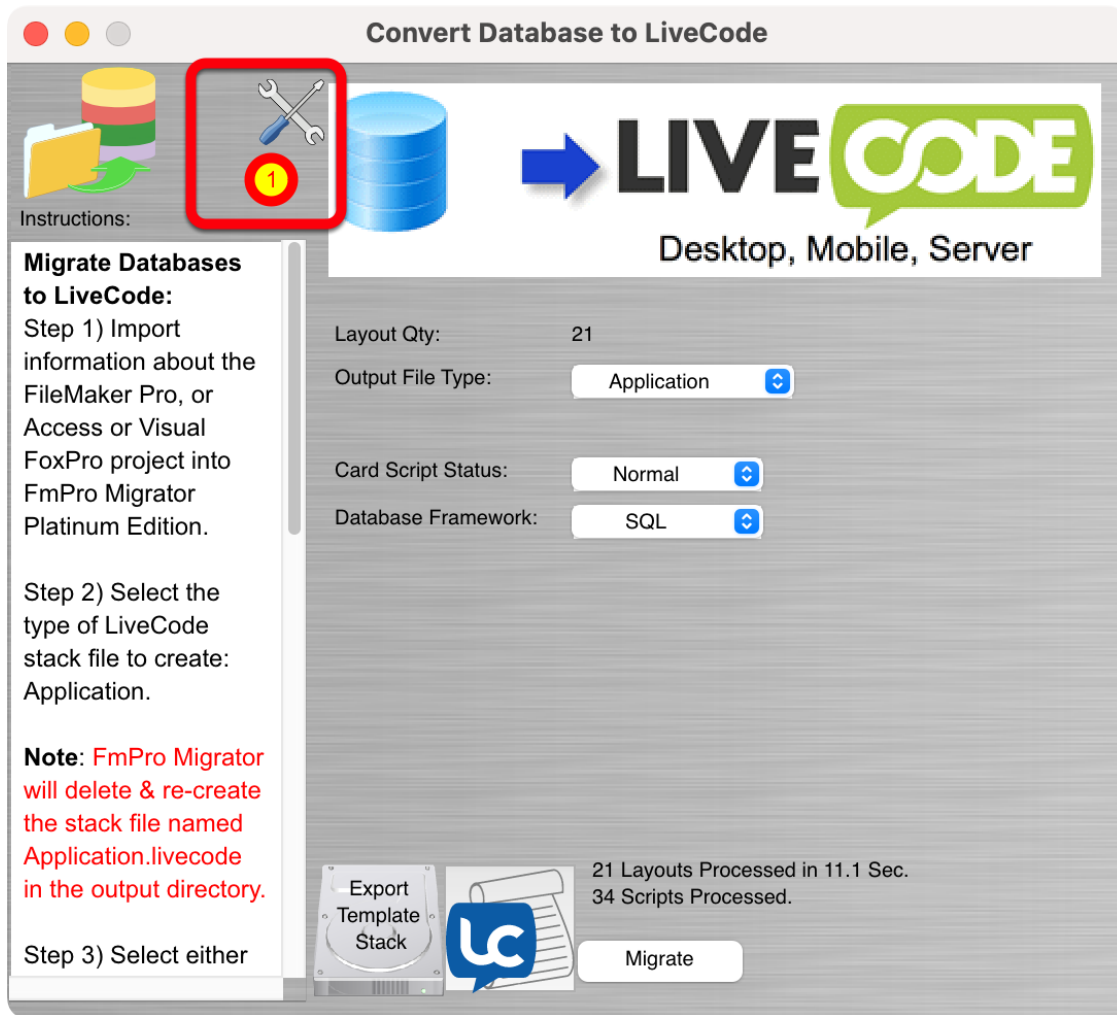 Convert Database to LiveCode
1
LIVECODE
Desktop, Mobile, Server
Instructions:
Migrate Databases
to LiveCode:
Step 1) Import
information about the
FileMaker Pro, or
Access or Visual
FoxPro project into
FmPro Migrator
Platinum Edition.
Step 2) Select the
type of LiveCode
stack file to create:
Application.
Note: FmPro Migrator
will delete & re-create
the stack file named
Application.livecode
in the output directory.
Step 3) Select either
Layout Qty: 21
Output File Type: Application
Card Script Status: Normal
Database Framework: SQL
Export
Template
Stack
LC
21 Layouts Processed in 11.1 Sec.
34 Scripts Processed.
Migrate